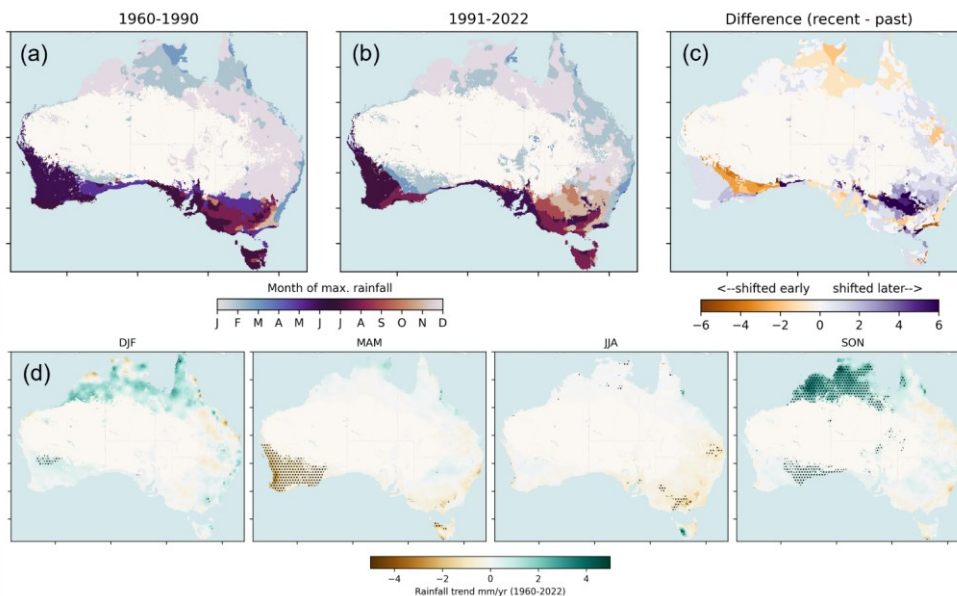 1960-1990
1991-2022
Difference (recent - past)
(a)
(b)
(c)
Month of max. rainfall
J F M A M J J A S O N D
<--shifted early shifted later-->
−6 −4 −2 0 2 4 6
DJF
MAM
JJA
SON
(d)
−4 −2 0 2 4
Rainfall trend mm/yr (1960-2022)